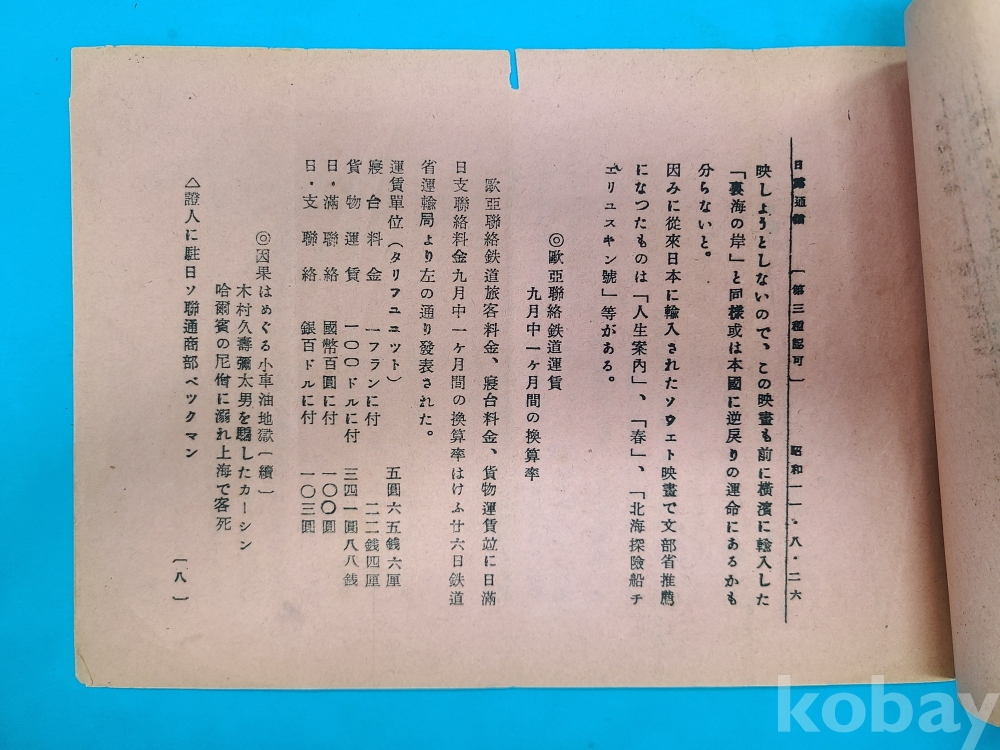 日露通信 〔第三種認可〕 昭和一一・八・二六
映しようとしないので、この映畫も前に橫濱に輸入した
「裏海の岸」と同樣或は本國に逆戻りの運命にあるかも
分らないと。
因みに從來日本に輸入されたソウエト映畫で文部省推薦
になつたものは「人生案內」、「春」、「北海探險船チ
エリユスキン號」等がある。
◎歐亞聯絡鉄道運賃
九月中一ヶ月間の換算率
歐亞聯絡鉄道旅客料金、寢台料金、貨物運賃竝に日滿
日支聯絡料金九月中一ヶ月間の換算率はけふ廿六日鉄道
省運輸局より左の通り發表された。
運賃單位(タリフユニツト) 五圓六五銭六厘
寢台料金 一フランに付 二二銭四厘
貨物運賃 一〇〇ドルに付 三四一圓八八銭
日・滿聯絡 國幣百圓に付 一〇〇圓
日・支聯絡 銀百ドルに付 一〇三圓
◎因果はめぐる小車油地獄〔續〕
木村久壽彌太男を騙したカーシン
哈爾賓の尼僧に溺れ上海で客死
△證人に駐日ソ聯通商部ベツクマン
〔八〕
kobay